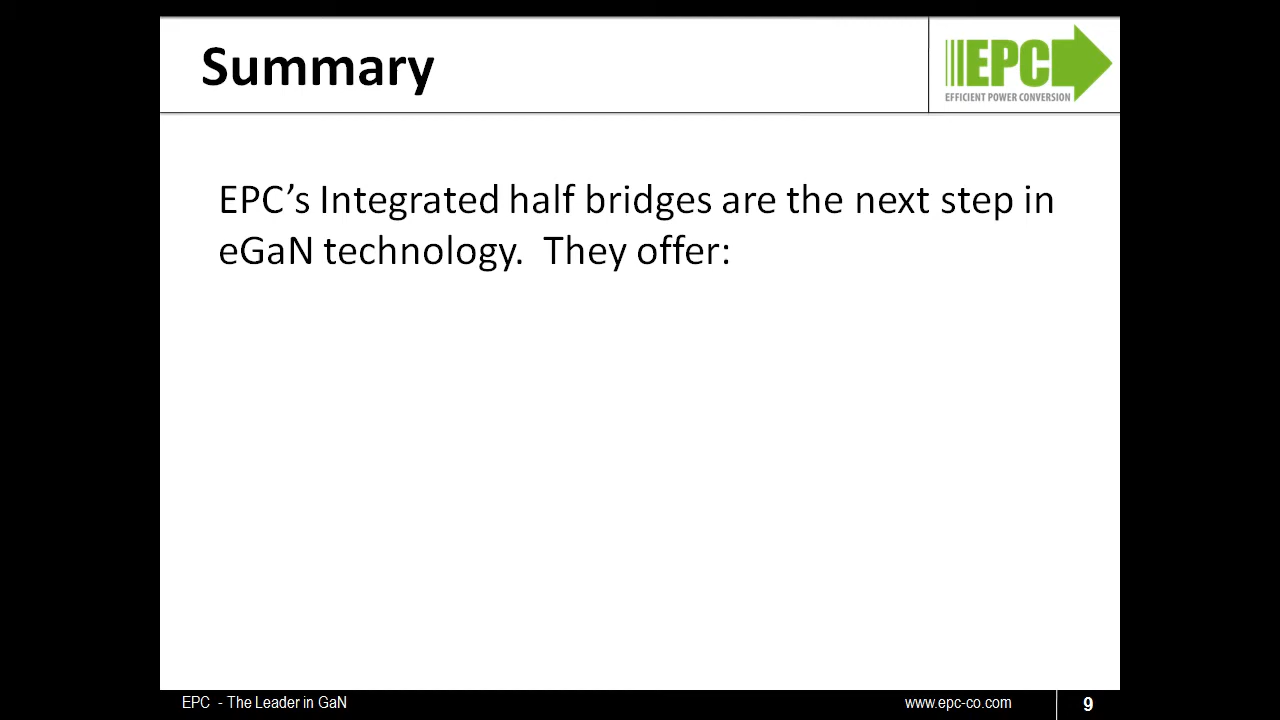 Summary
EPC
EFFICIENT POWER CONVERSION
EPC’s Integrated half bridges are the next step in
eGaN technology.  They offer:
EPC  - The Leader in GaN
www.epc-co.com
9